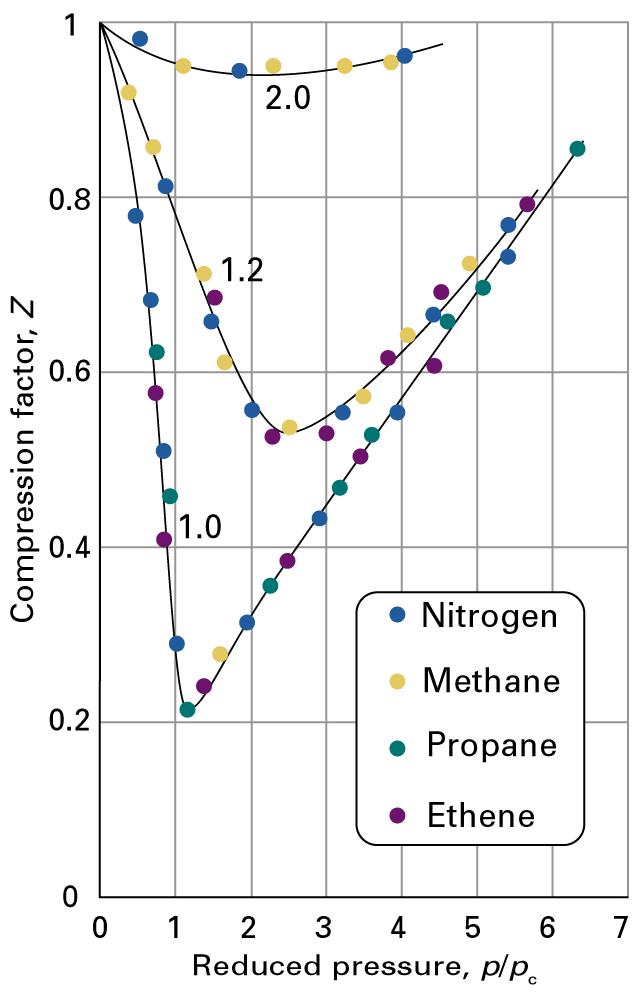 1
0.8
0.6
0.4
0.2
0
Compression factor, Z
2.0
1.2
1.0
Nitrogen
Methane
Propane
Ethene
0 1 2 3 4 5 6 7
Reduced pressure, p/pc